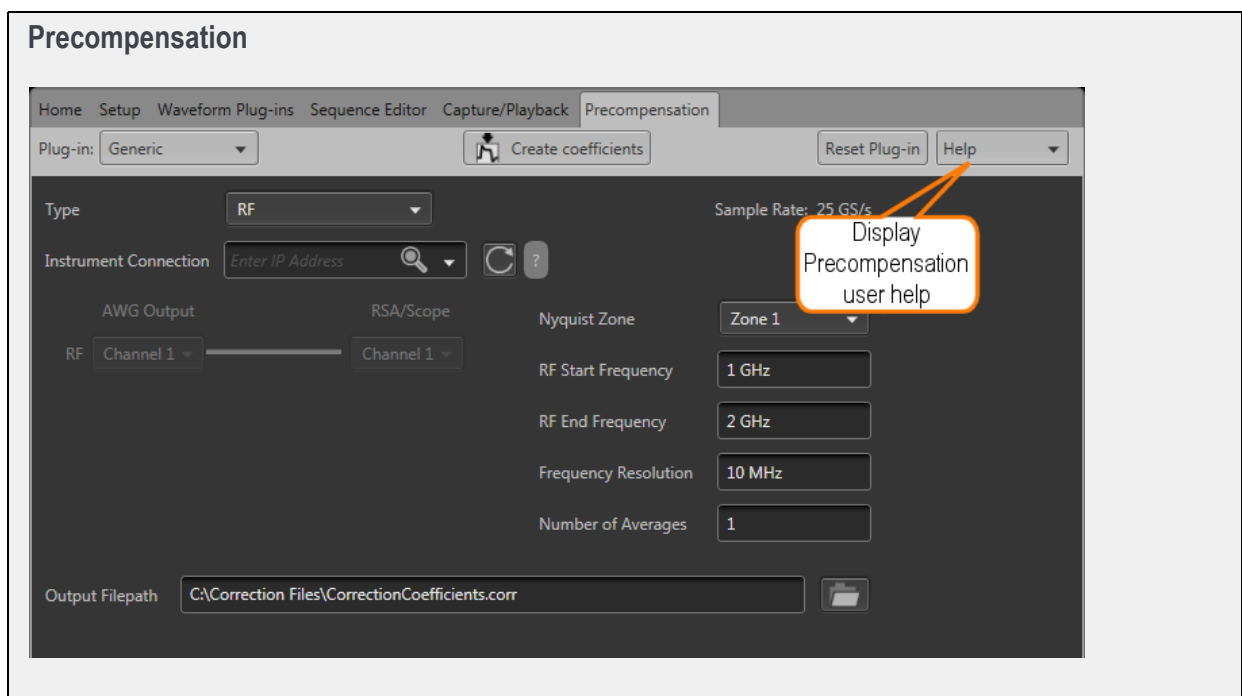 Precompensation
Home Setup Waveform Plug-ins Sequence Editor Capture/Playback Precompensation
Plug-in: Generic Create coefficients Reset Plug-in Help
Type RF Sample Rate: 25 GS/s
Display
Precompensation
user help
Instrument Connection Enter IP Address ?
AWG Output RSA/Scope
RF Channel 1 Channel 1
Nyquist Zone Zone 1
RF Start Frequency 1 GHz
RF End Frequency 2 GHz
Frequency Resolution 10 MHz
Number of Averages 1
Output Filepath C:\Correction Files\CorrectionCoefficients.corr